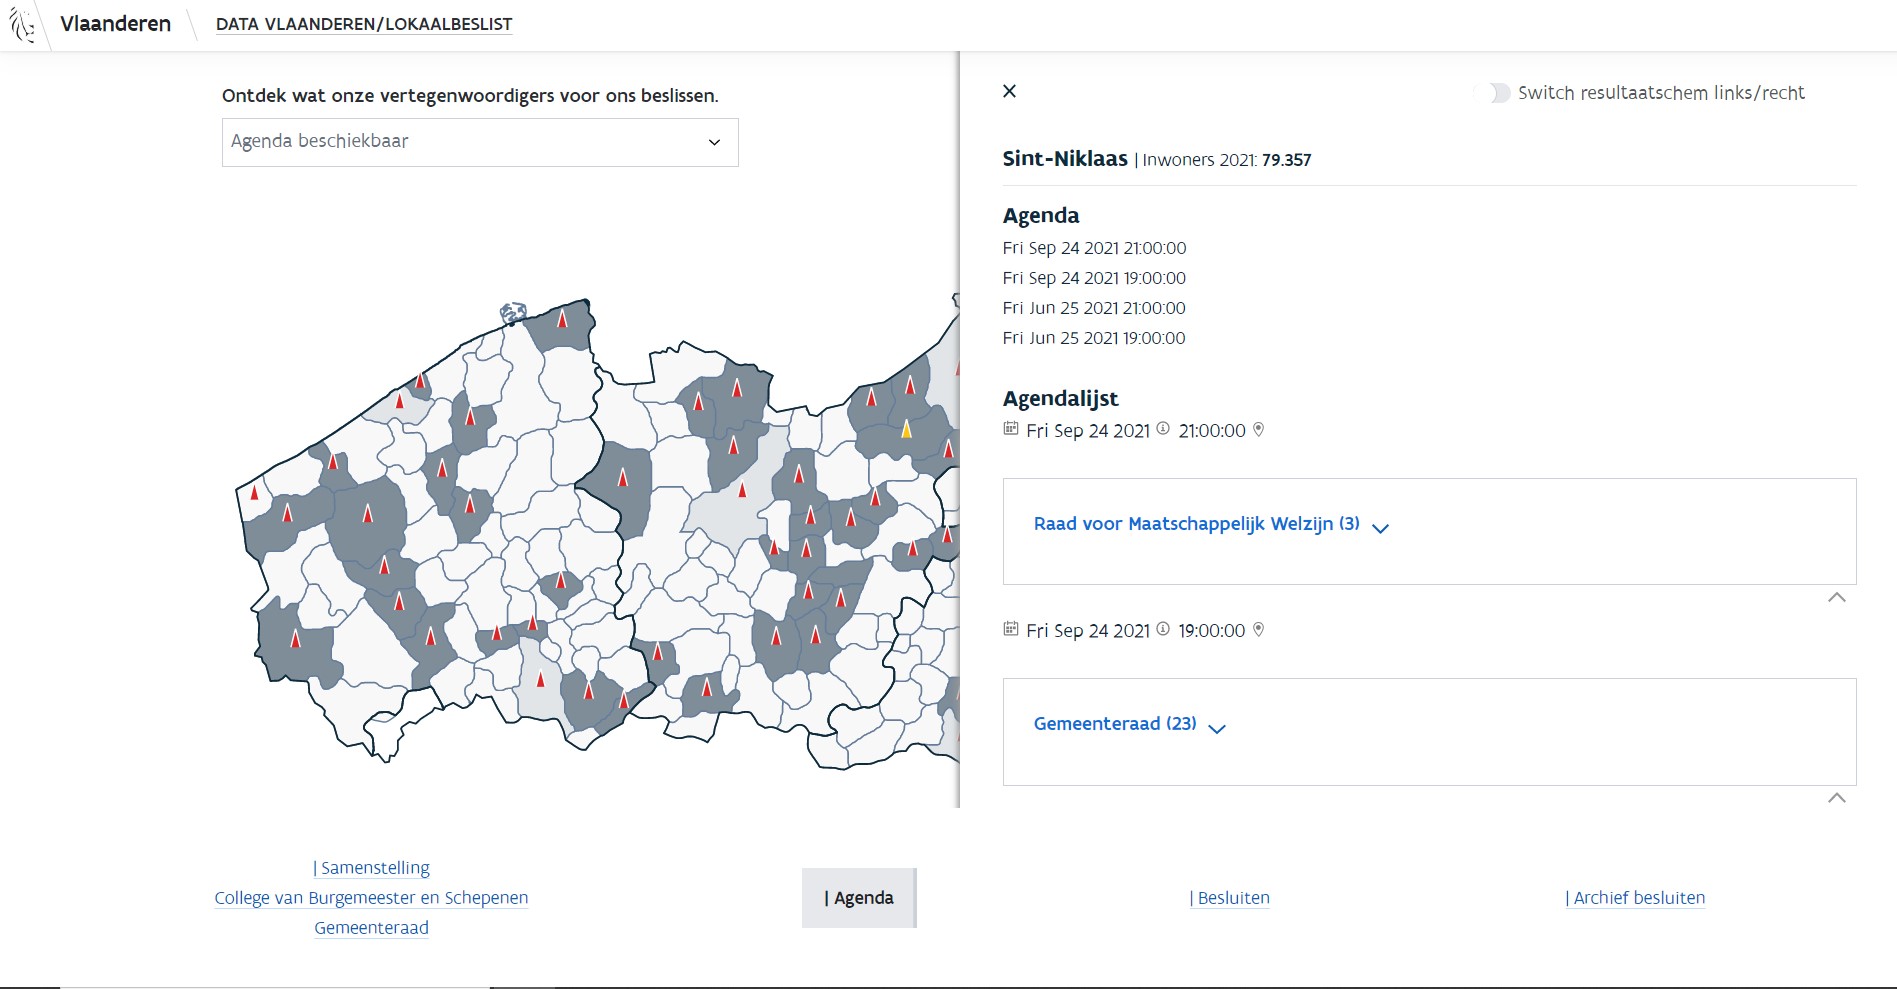 Vlaanderen
DATA VLAANDEREN/LOKAALBESLIST
Ontdek wat onze vertegenwoordigers voor ons beslissen.
Agenda beschiekbaar
Switch resultaatschem links/recht
Sint-Niklaas | Inwoners 2021: 79.357
Agenda
Fri Sep 24 2021 21:00:00
Fri Sep 24 2021 19:00:00
Fri Jun 25 2021 21:00:00
Fri Jun 25 2021 19:00:00
Agendalijst
Fri Sep 24 2021 21:00:00
Raad voor Maatschappelijk Welzijn (3)
Fri Sep 24 2021 19:00:00
Gemeenteraad (23)
| Samenstelling
College van Burgemeester en Schepenen
Gemeenteraad
| Agenda
| Besluiten
| Archief besluiten